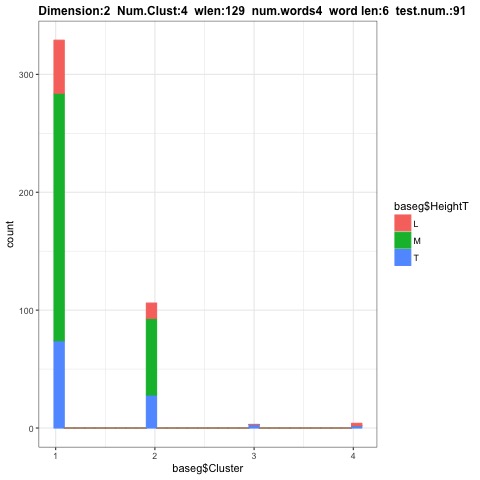 Dimension:2  Num.Clust:4  wlen:129  num.words4  word len:6  test.num.:91
300
200
100
0
count
1 2 3 4
baseg$Cluster
baseg$HeightT
L
M
T